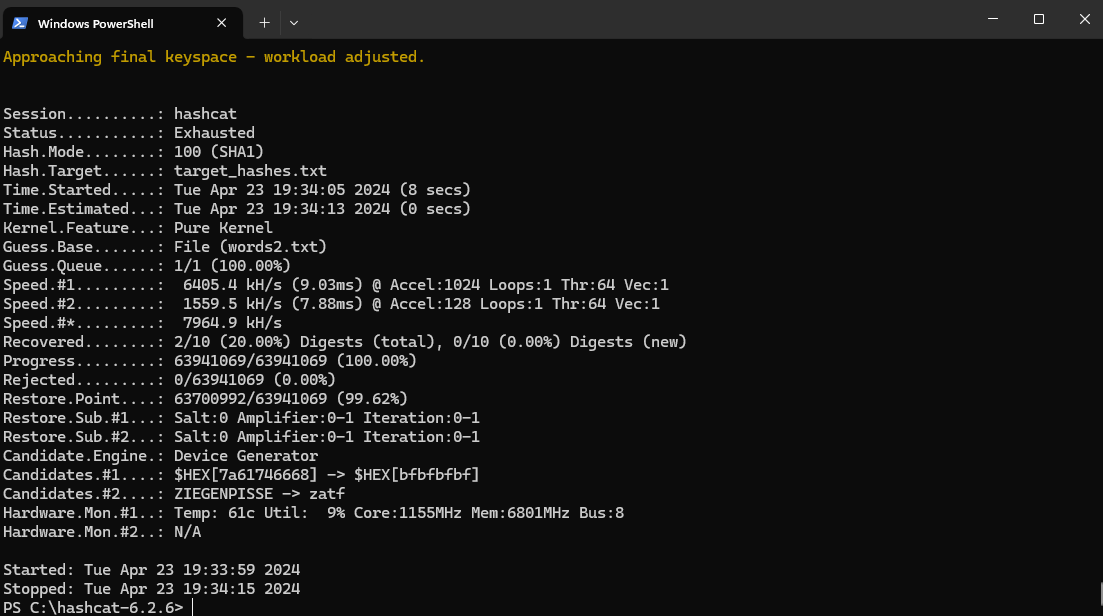 Windows PowerShell
Approaching final keyspace - workload adjusted.
Session..........: hashcat
Status...........: Exhausted
Hash.Mode........: 100 (SHA1)
Hash.Target......: target_hashes.txt
Time.Started.....: Tue Apr 23 19:34:05 2024 (8 secs)
Time.Estimated...: Tue Apr 23 19:34:13 2024 (0 secs)
Kernel.Feature...: Pure Kernel
Guess.Base.......: File (words2.txt)
Guess.Queue......: 1/1 (100.00%)
Speed.#1.........:  6405.4 kH/s (9.03ms) @ Accel:1024 Loops:1 Thr:64 Vec:1
Speed.#2.........:  1559.5 kH/s (7.88ms) @ Accel:128 Loops:1 Thr:64 Vec:1
Speed.#*.........:  7964.9 kH/s
Recovered........: 2/10 (20.00%) Digests (total), 0/10 (0.00%) Digests (new)
Progress.........: 63941069/63941069 (100.00%)
Rejected.........: 0/63941069 (0.00%)
Restore.Point....: 63700992/63941069 (99.62%)
Restore.Sub.#1...: Salt:0 Amplifier:0-1 Iteration:0-1
Restore.Sub.#2...: Salt:0 Amplifier:0-1 Iteration:0-1
Candidate.Engine.: Device Generator
Candidates.#1....: $HEX[7a61746668] -> $HEX[bfbfbfbf]
Candidates.#2....: ZIEGENPISSE -> zatf
Hardware.Mon.#1..: Temp: 61c Util:  9% Core:1155MHz Mem:6801MHz Bus:8
Hardware.Mon.#2..: N/A
Started: Tue Apr 23 19:33:59 2024
Stopped: Tue Apr 23 19:34:15 2024
PS C:\hashcat-6.2.6>